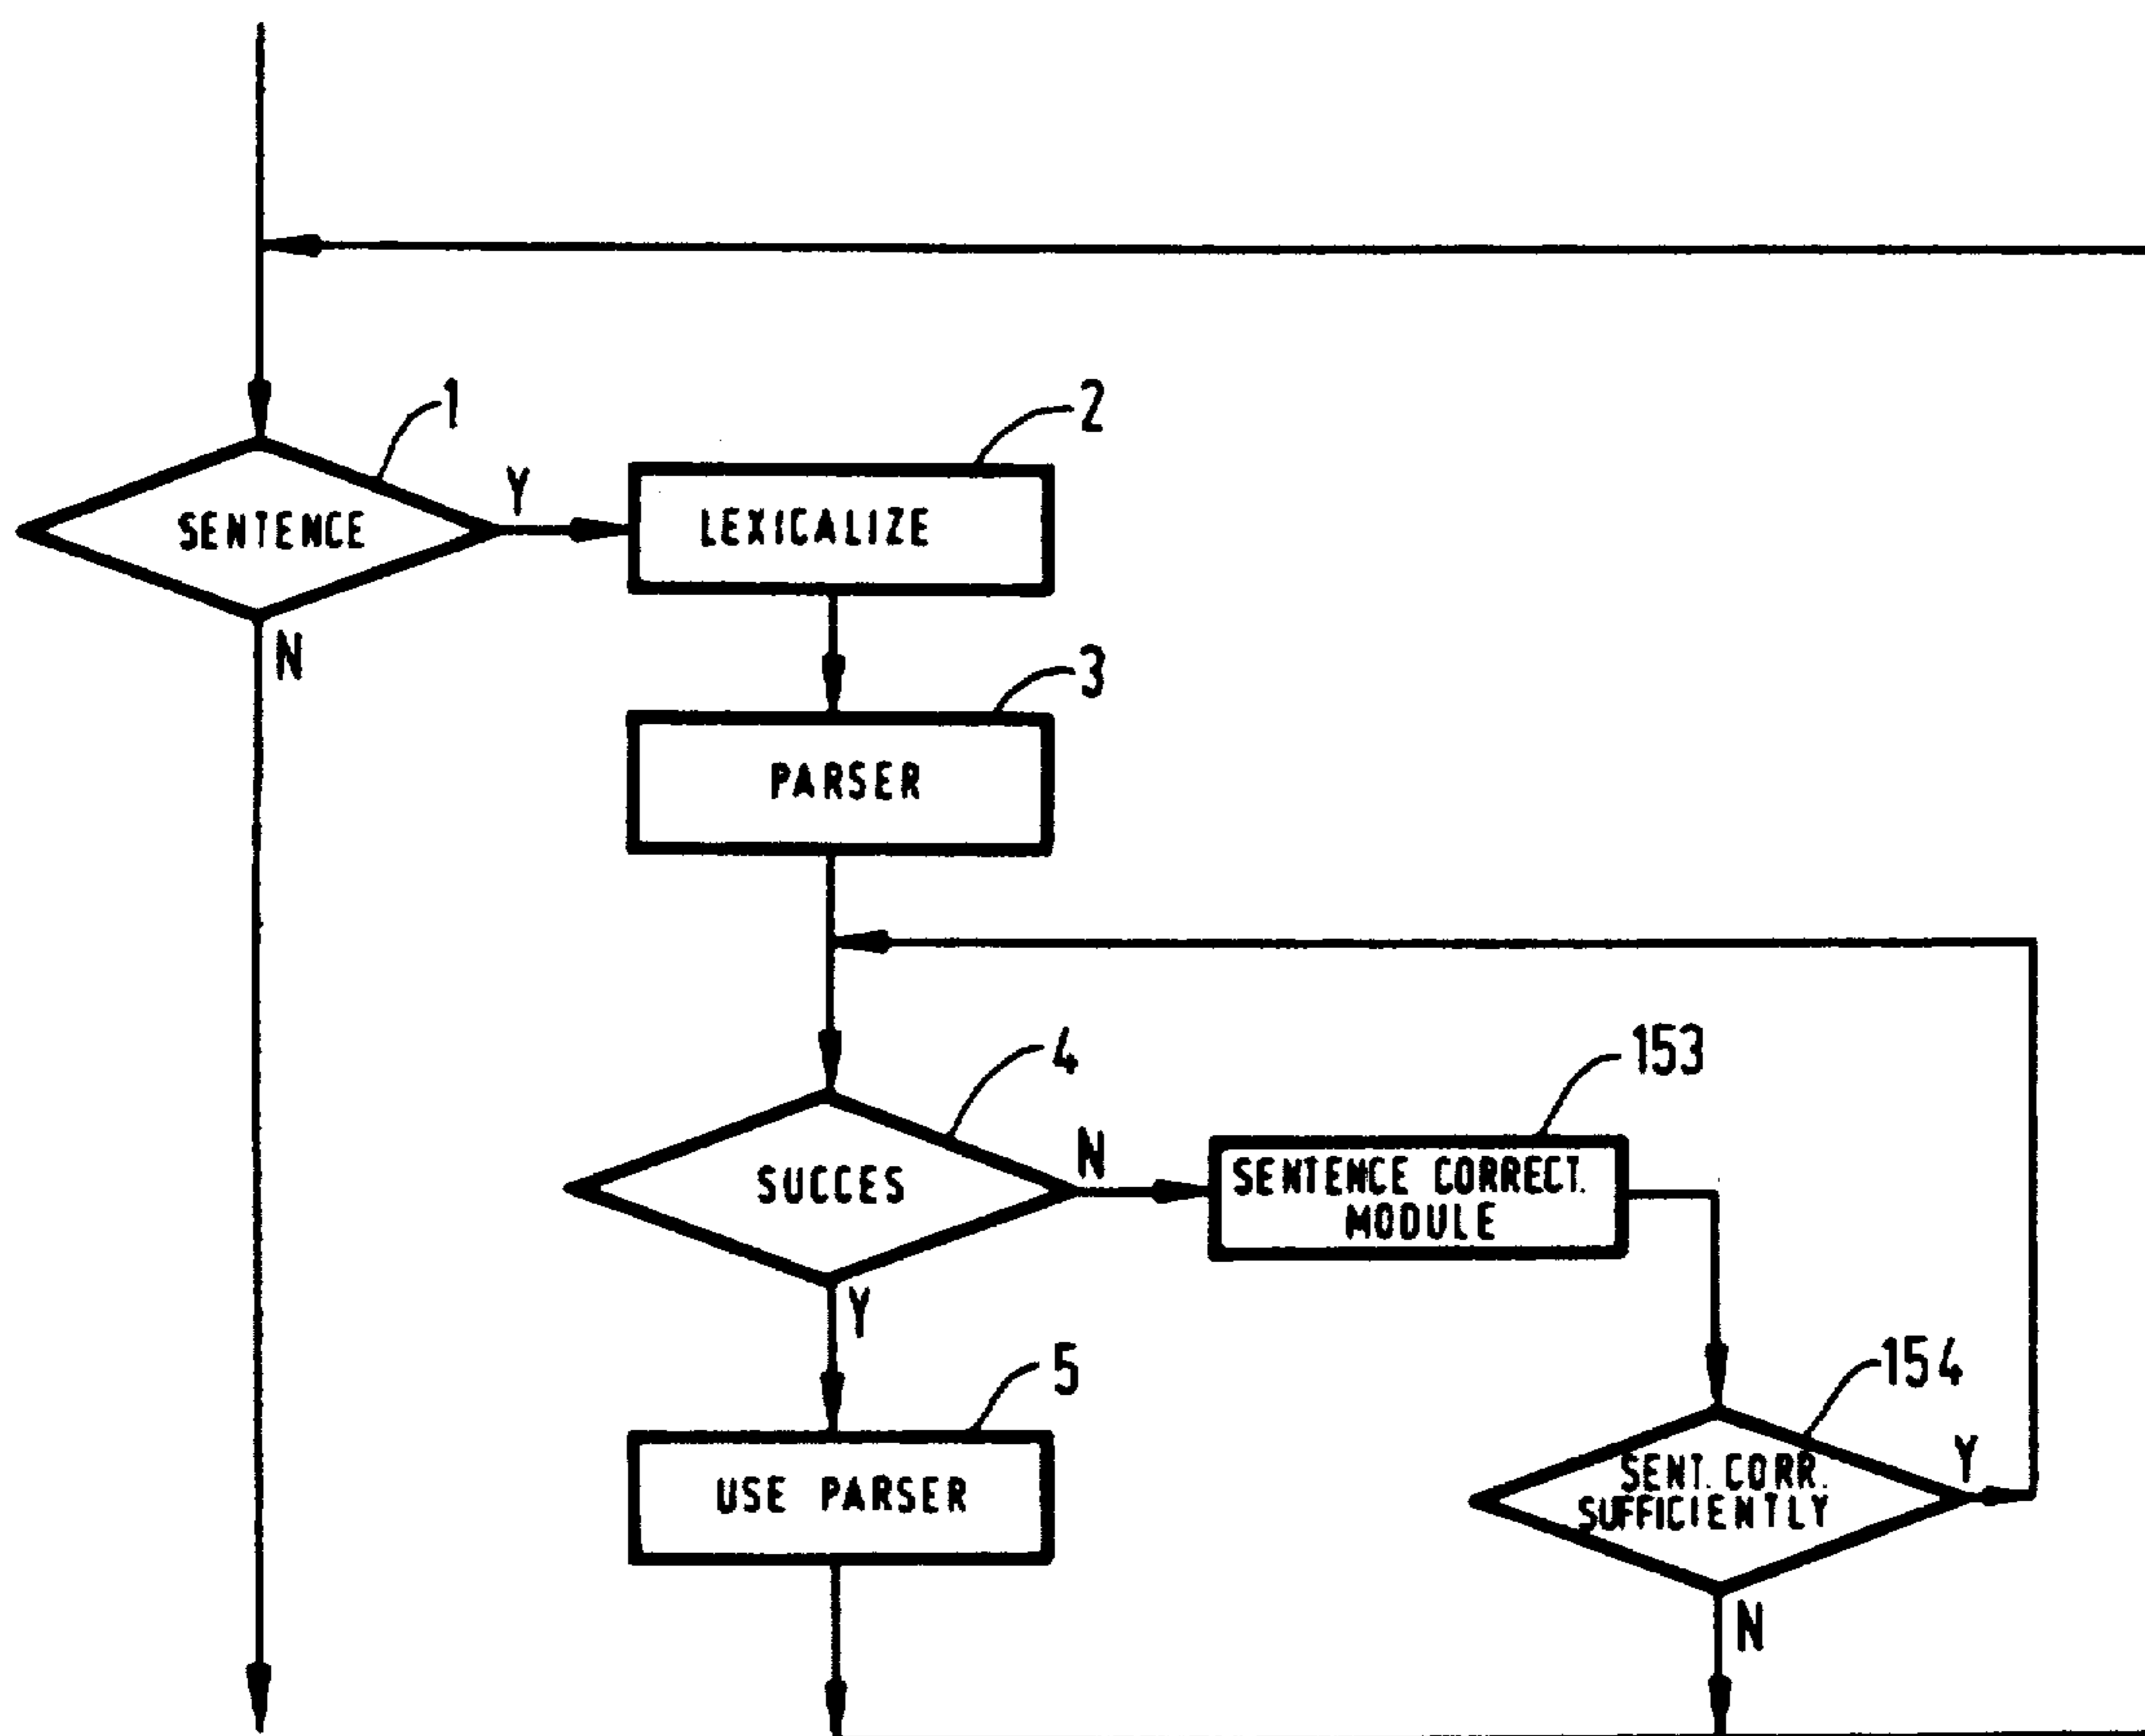 1
2
Y
SENTENCE
LEXICALIZE
N
3
PARSER
4
153
N
SUCCES
SENTENCE CORRECT.
MODULE
Y
5
154
Y
USE PARSER
SENT. CORR.
SUFFICIENTLY
N